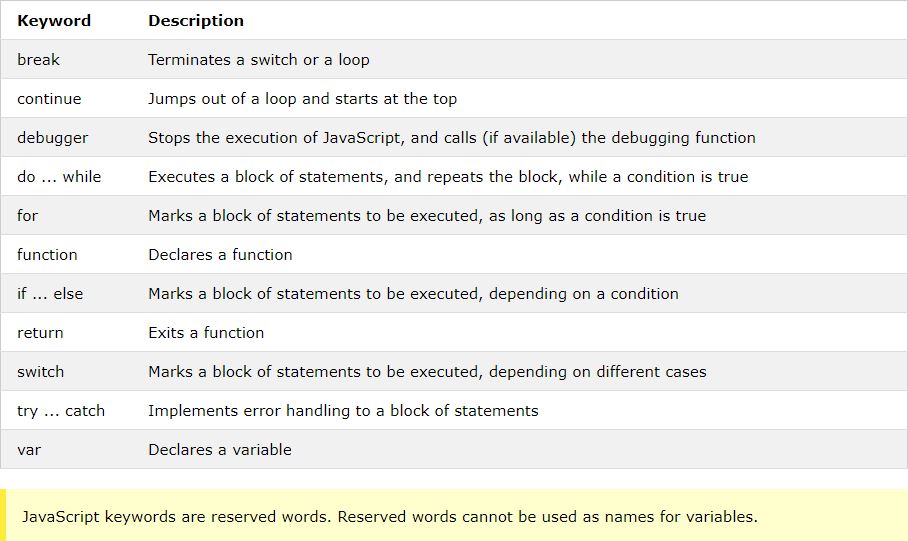 Keyword Description
break Terminates a switch or a loop
continue Jumps out of a loop and starts at the top
debugger Stops the execution of JavaScript, and calls (if available) the debugging function
do ... while Executes a block of statements, and repeats the block, while a condition is true
for Marks a block of statements to be executed, as long as a condition is true
function Declares a function
if ... else Marks a block of statements to be executed, depending on a condition
return Exits a function
switch Marks a block of statements to be executed, depending on different cases
try ... catch Implements error handling to a block of statements
var Declares a variable
JavaScript keywords are reserved words. Reserved words cannot be used as names for variables.